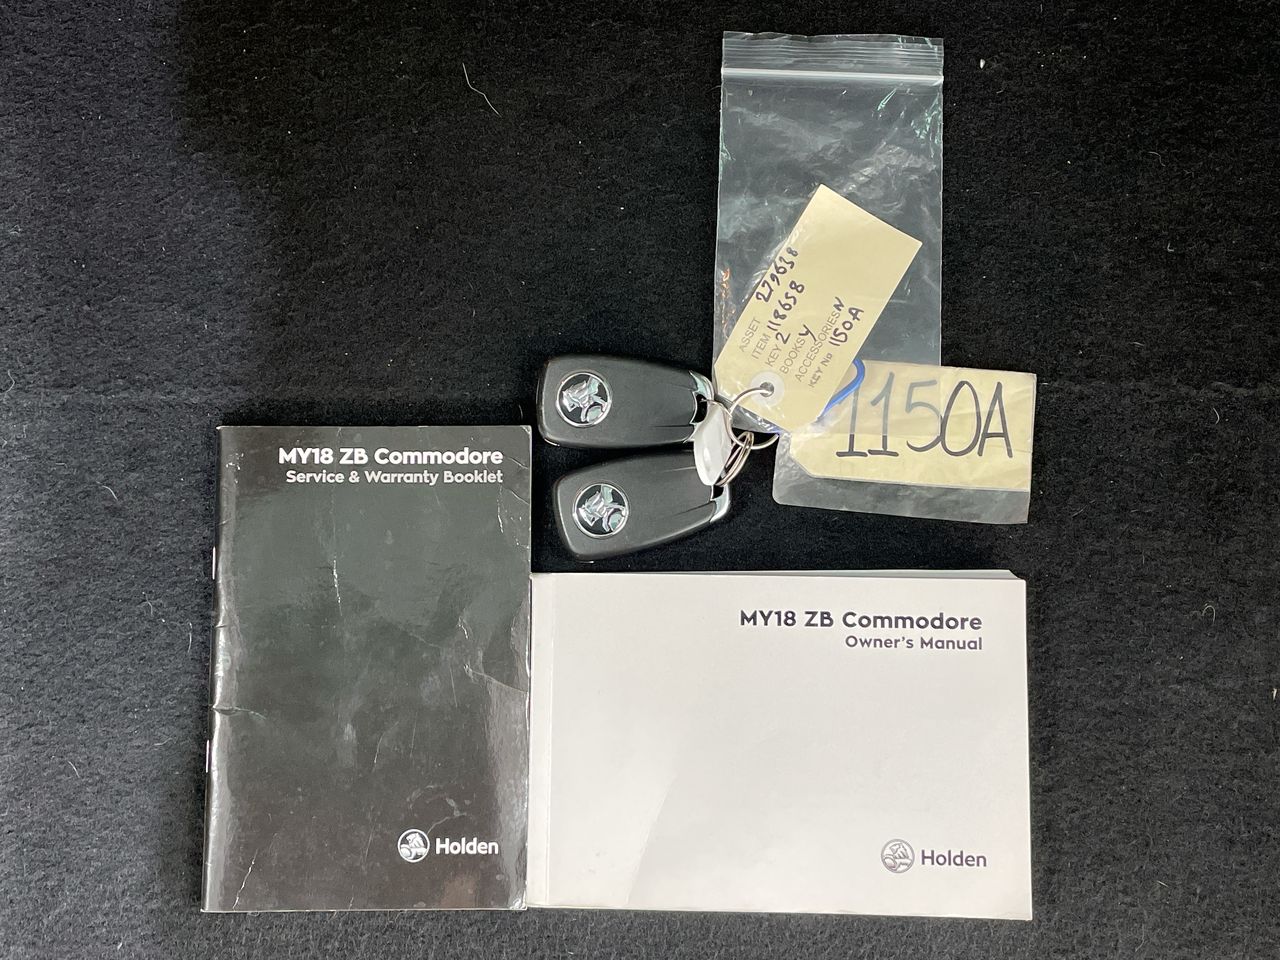 ASSET 279638
ITEM 118658
KEY 2
BOOKS Y
ACCESSORIES N
KEY No 1150A
1150A
MY18 ZB Commodore
Service & Warranty Booklet
Holden
MY18 ZB Commodore
Owner's Manual
Holden